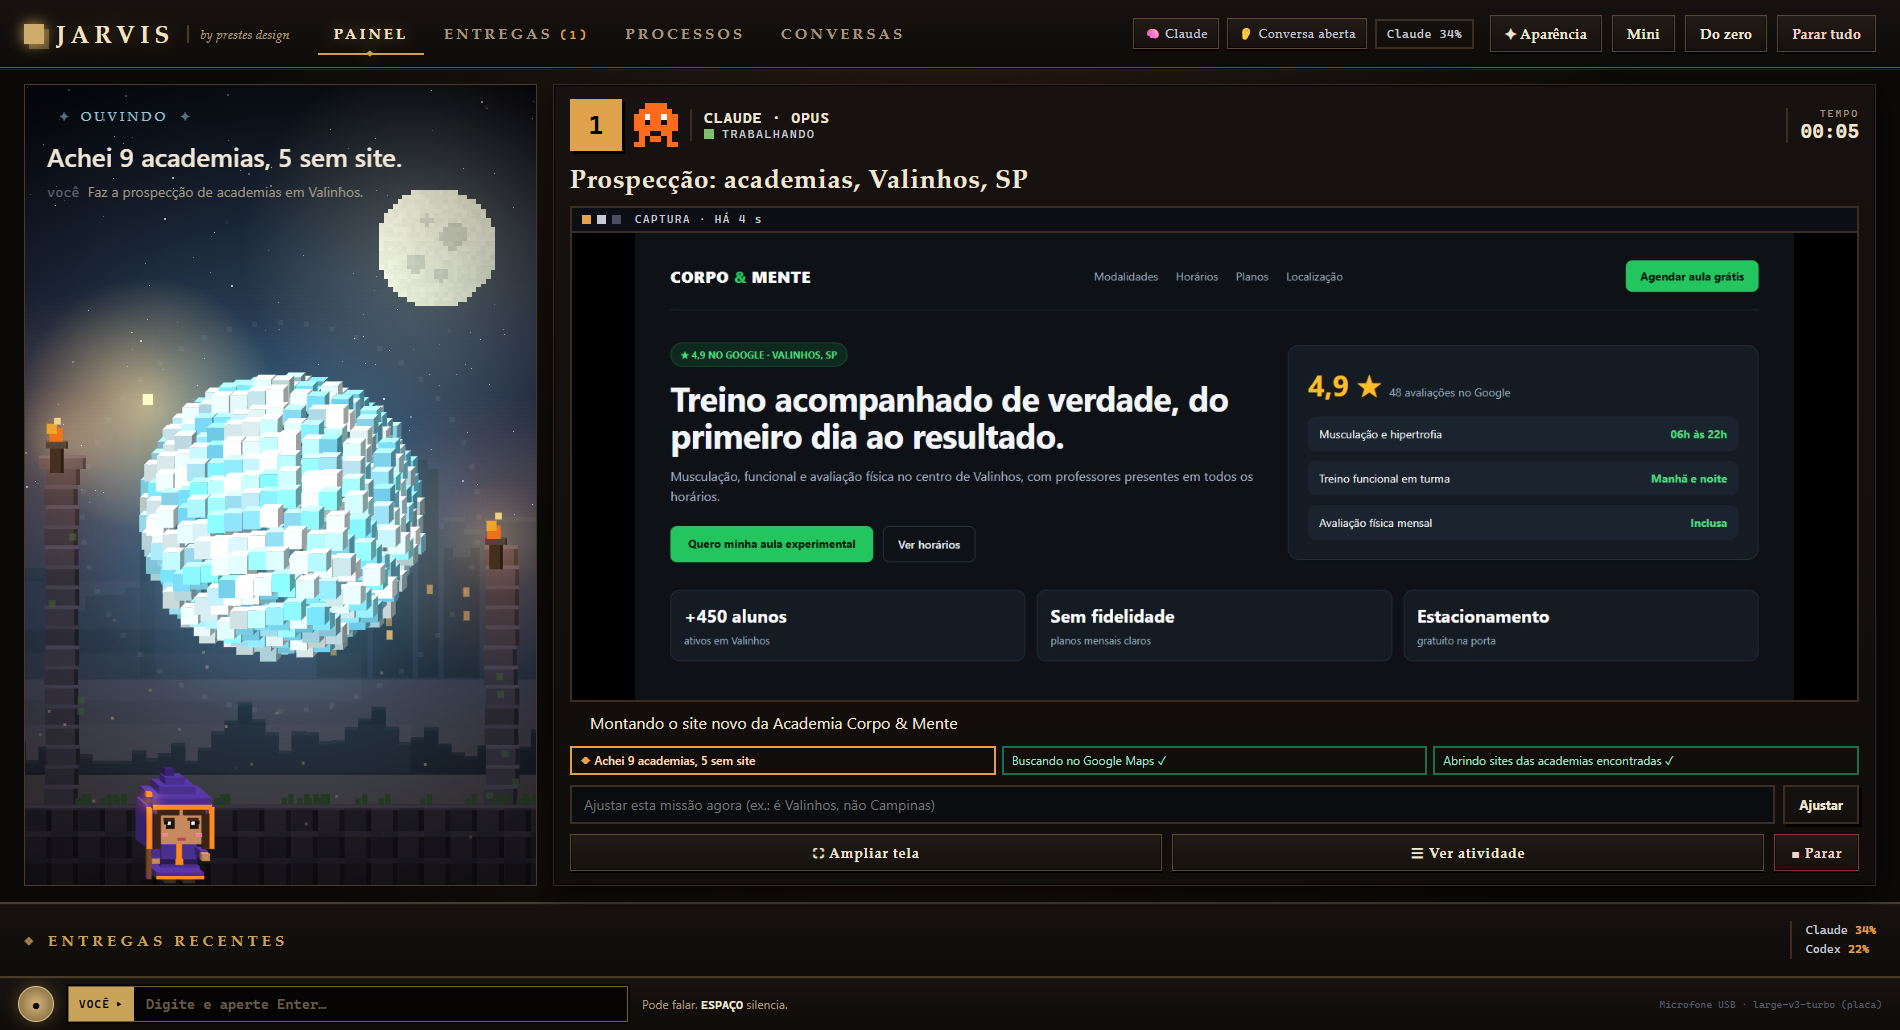 JARVIS
by prestes design
PAINEL
ENTREGAS (1)
PROCESSOS
CONVERSAS
Claude
Conversa aberta
Claude 34%
✦ Aparência
Mini
Do zero
Parar tudo
✦ OUVINDO ✦
Achei 9 academias, 5 sem site.
você Faz a prospecção de academias em Valinhos.
1
CLAUDE · OPUS
TRABALHANDO
TEMPO
00:05
Prospecção: academias, Valinhos, SP
CAPTURA · HÁ 4 s
CORPO & MENTE
Modalidades
Horários
Planos
Localização
Agendar aula grátis
★ 4,9 NO GOOGLE · VALINHOS, SP
Treino acompanhado de verdade, do
primeiro dia ao resultado.
Musculação, funcional e avaliação física no centro de Valinhos, com professores presentes em todos os
horários.
Quero minha aula experimental
Ver horários
4,9 ★ 48 avaliações no Google
Musculação e hipertrofia 06h às 22h
Treino funcional em turma Manhã e noite
Avaliação física mensal Inclusa
+450 alunos
ativos em Valinhos
Sem fidelidade
planos mensais claros
Estacionamento
gratuito na porta
Montando o site novo da Academia Corpo & Mente
Achei 9 academias, 5 sem site
Buscando no Google Maps ✓
Abrindo sites das academias encontradas ✓
Ajustar esta missão agora (ex.: é Valinhos, não Campinas)
Ajustar
Ampliar tela
☰ Ver atividade
■ Parar
ENTREGAS RECENTES
Claude 34%
Codex 22%
VOCÊ ▸
Digite e aperte Enter…
Pode falar. ESPAÇO silencia.
Microfone USB · large-v3-turbo (placa)